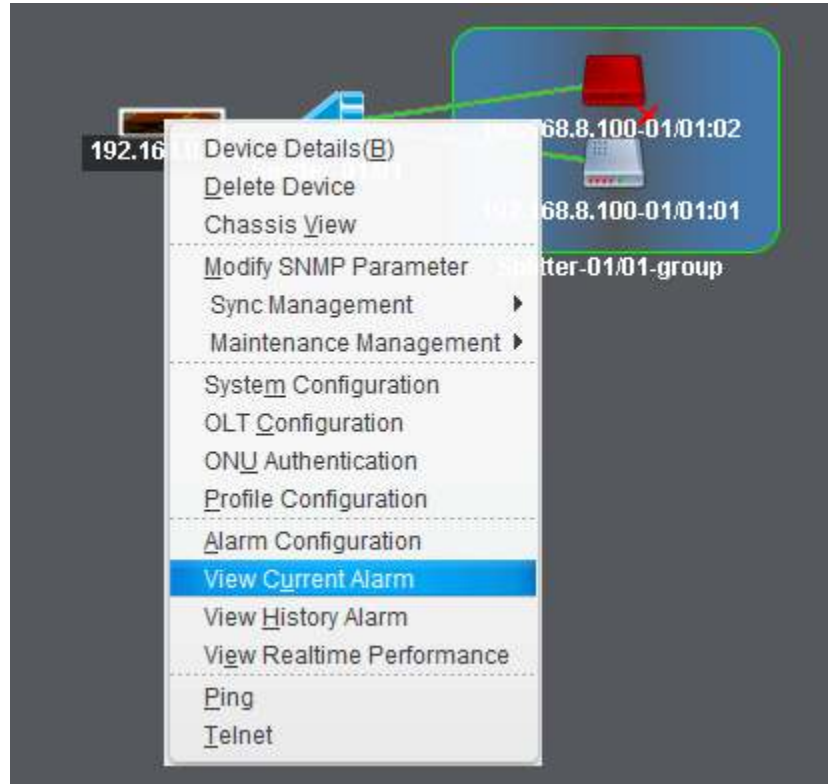 68.8.100-01/01:02
192.16
68.8.100-01/01:01
tter-01/01-group
Device Details(B)
Delete Device
Chassis View
Modify SNMP Parameter
Sync Management
Maintenance Management
System Configuration
OLT Configuration
ONU Authentication
Profile Configuration
Alarm Configuration
View Current Alarm
View History Alarm
View Realtime Performance
Ping
Telnet